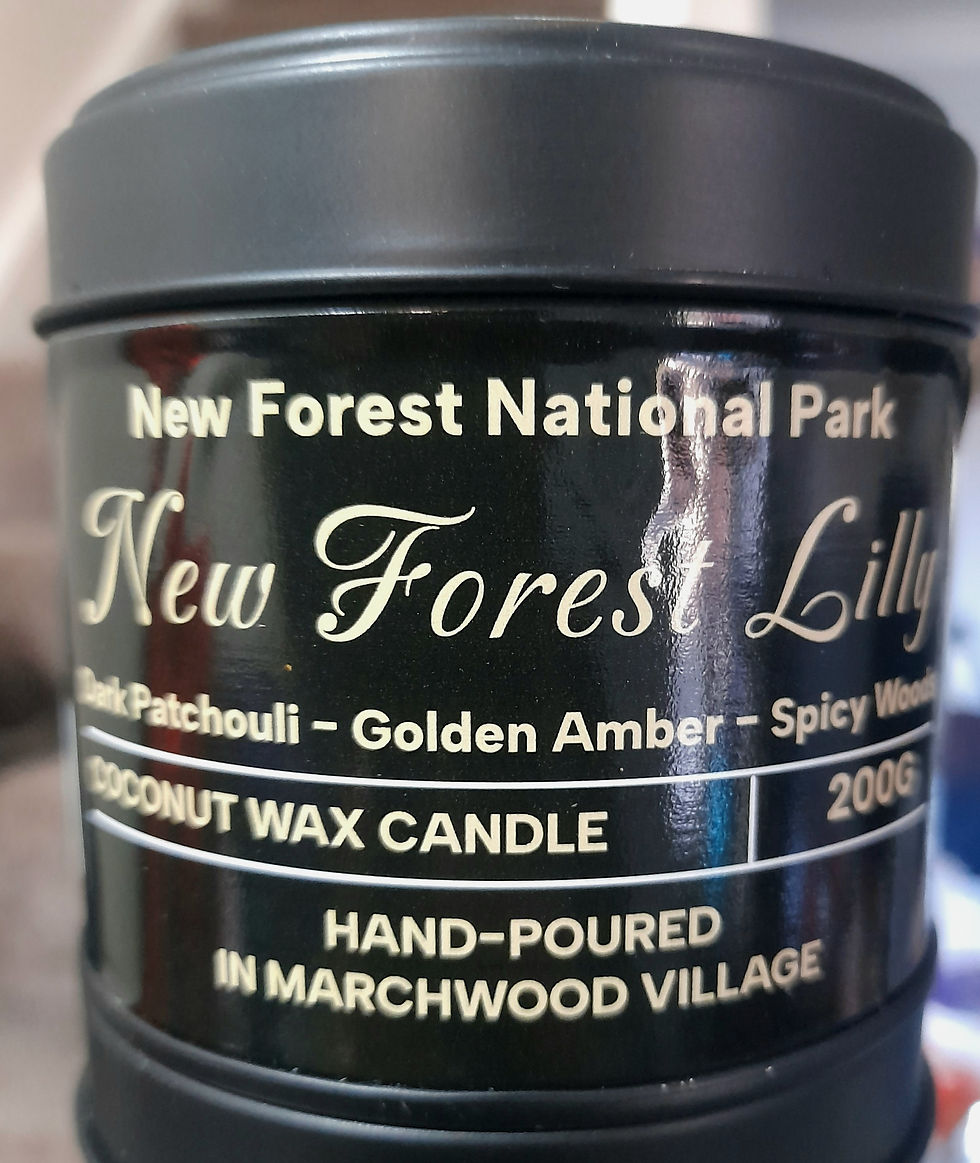 New Forest National Park
New Forest Lilly
Dark Patchouli - Golden Amber - Spicy Woods
COCONUT WAX CANDLE
200G
HAND-POURED
IN MARCHWOOD VILLAGE